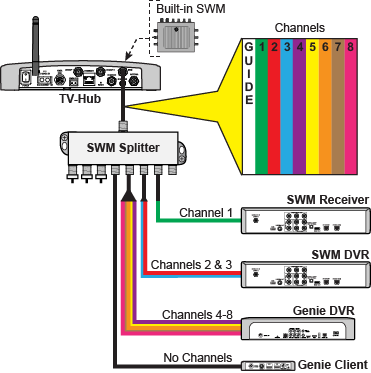 Built-in SWM
Channels
GUIDE
1 2 3 4 5 6 7 8
TV-Hub
SWM Splitter
SWM Receiver
Channel 1
SWM DVR
Channels 2 & 3
Genie DVR
Channels 4-8
No Channels
Genie Client